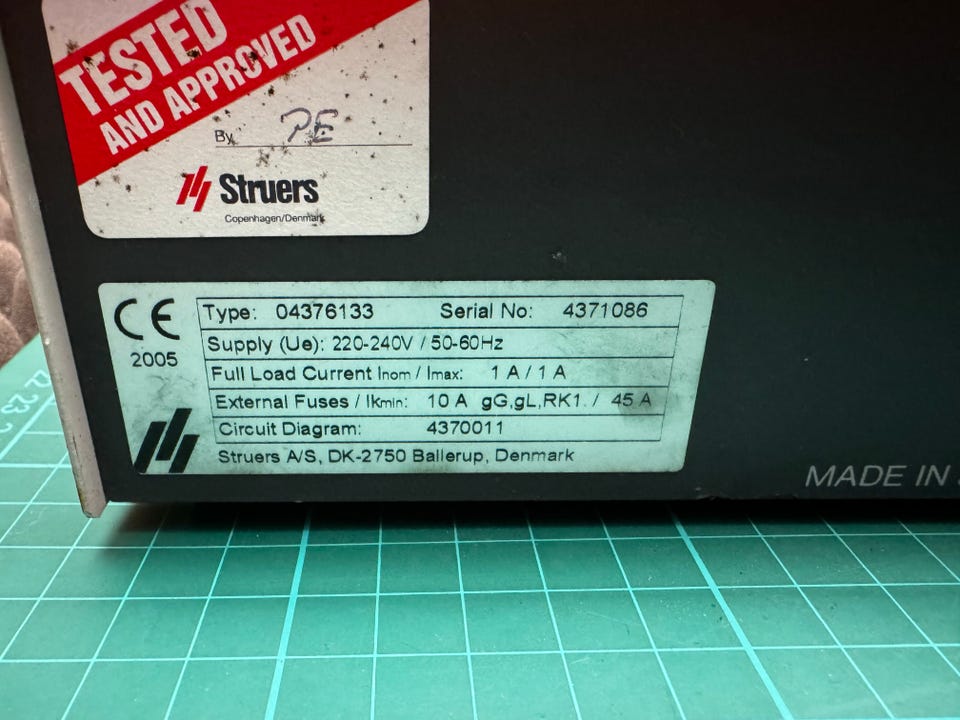 TESTED
AND APPROVED
By PE
Struers
Copenhagen/Denmark
CE
2005
Type: 04376133 Serial No: 4371086
Supply (Ue): 220-240V / 50-60Hz
Full Load Current Inom / Imax: 1 A / 1 A
External Fuses / Ikmin: 10 A gG,gL,RK1. / 45 A
Circuit Diagram: 4370011
Struers A/S, DK-2750 Ballerup, Denmark
MADE IN